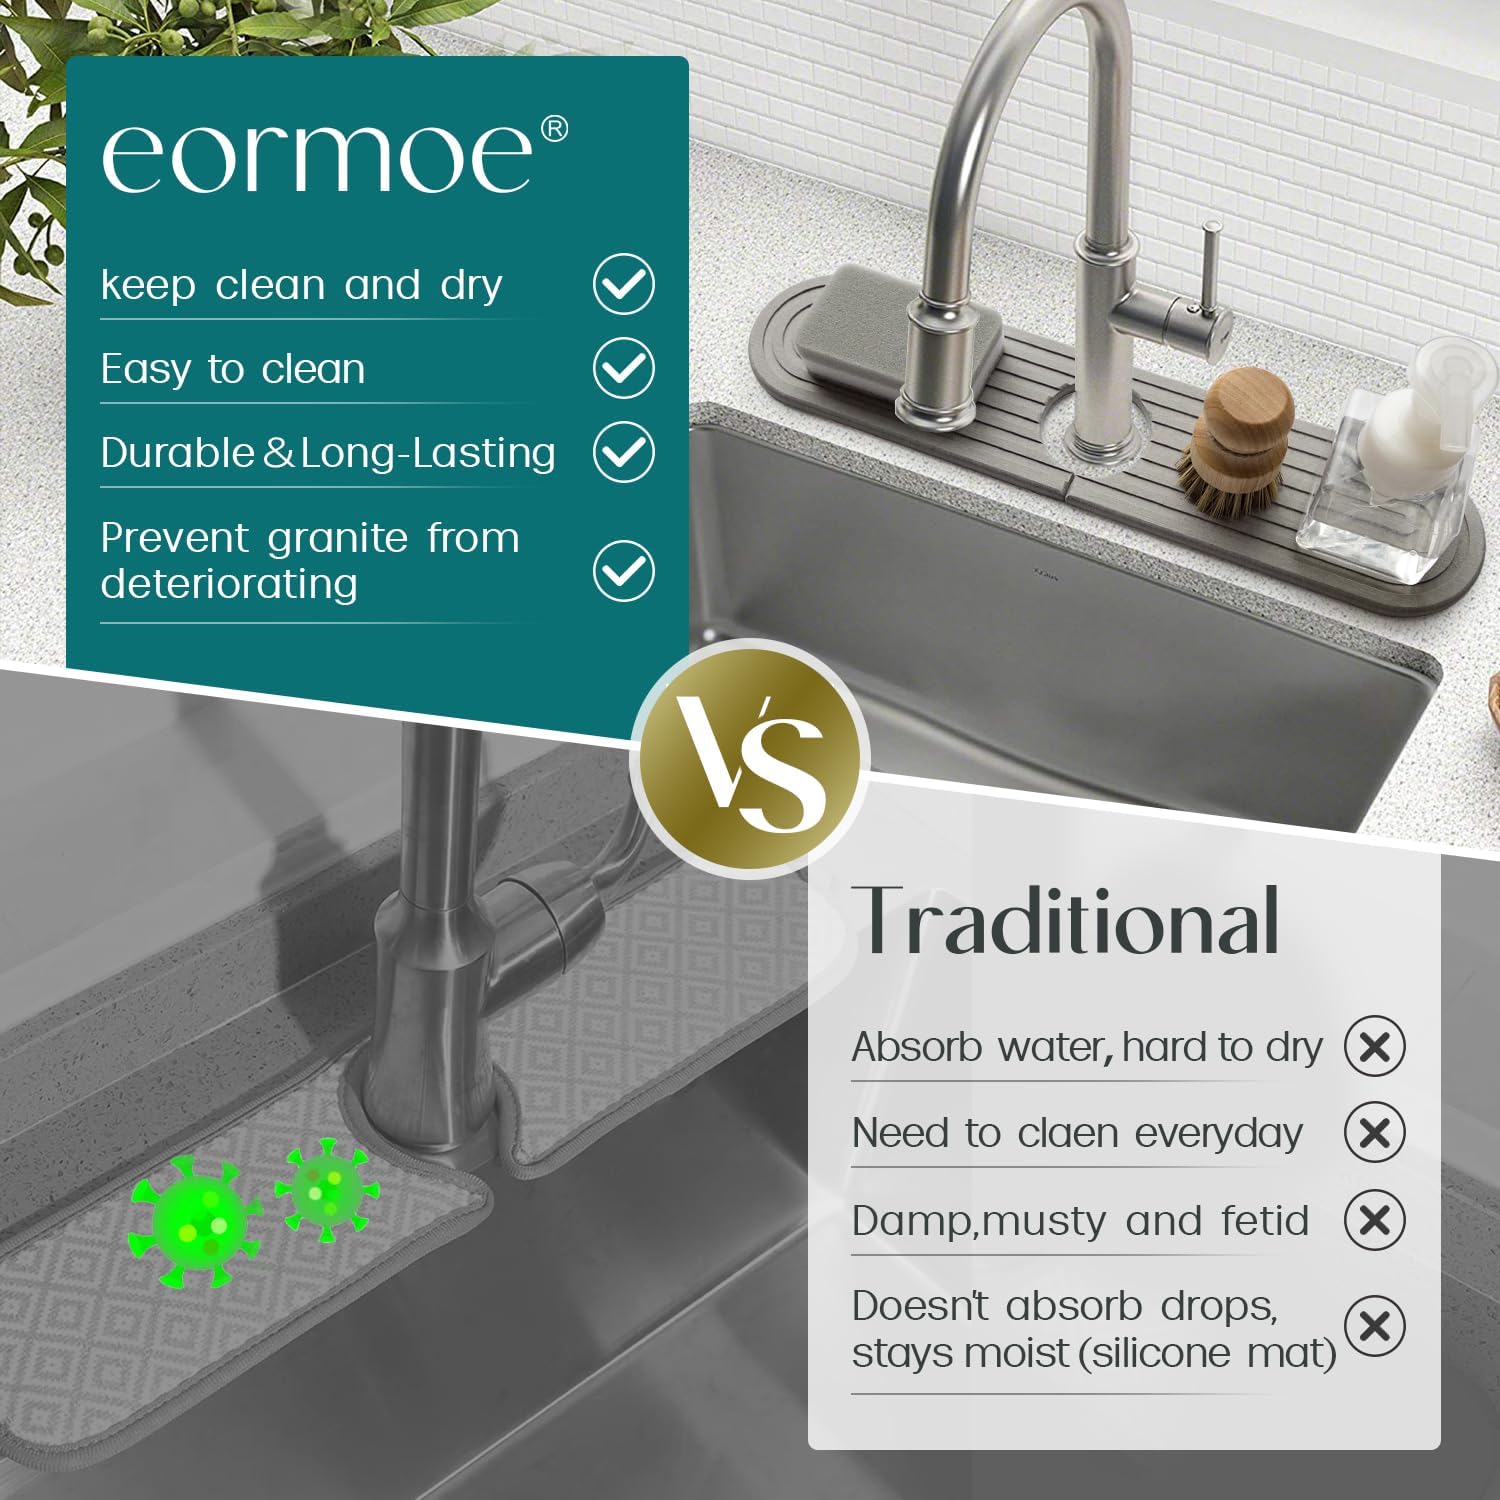 eormoe®
keep clean and dry
Easy to clean
Durable & Long-Lasting
Prevent granite from
deteriorating
VS
Traditional
Absorb water, hard to dry
Need to claen everyday
Damp,musty and fetid
Doesn't absorb drops,
stays moist (silicone mat)